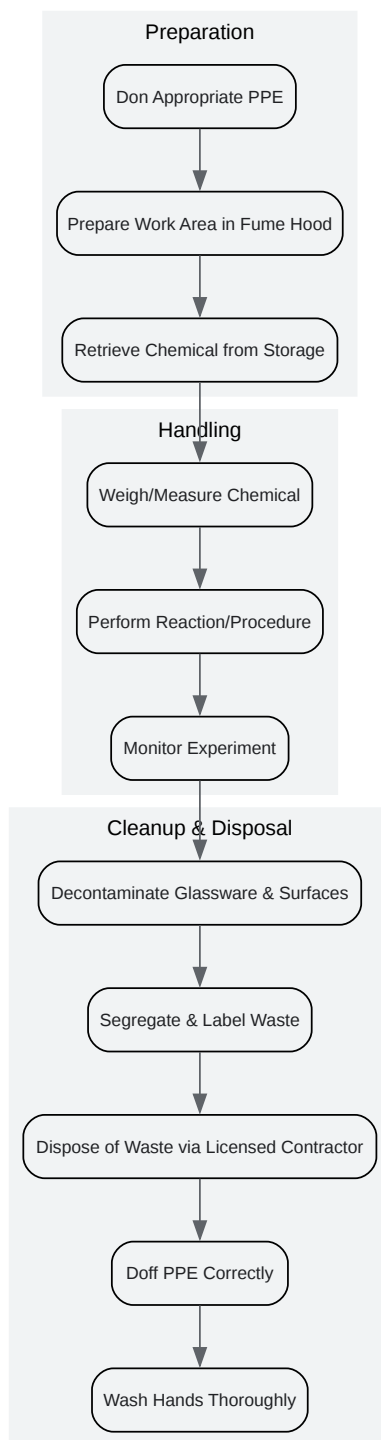 Preparation
Don Appropriate PPE
Prepare Work Area in Fume Hood
Retrieve Chemical from Storage
Handling
Weigh/Measure Chemical
Perform Reaction/Procedure
Monitor Experiment
Cleanup & Disposal
Decontaminate Glassware & Surfaces
Segregate & Label Waste
Dispose of Waste via Licensed Contractor
Doff PPE Correctly
Wash Hands Thoroughly